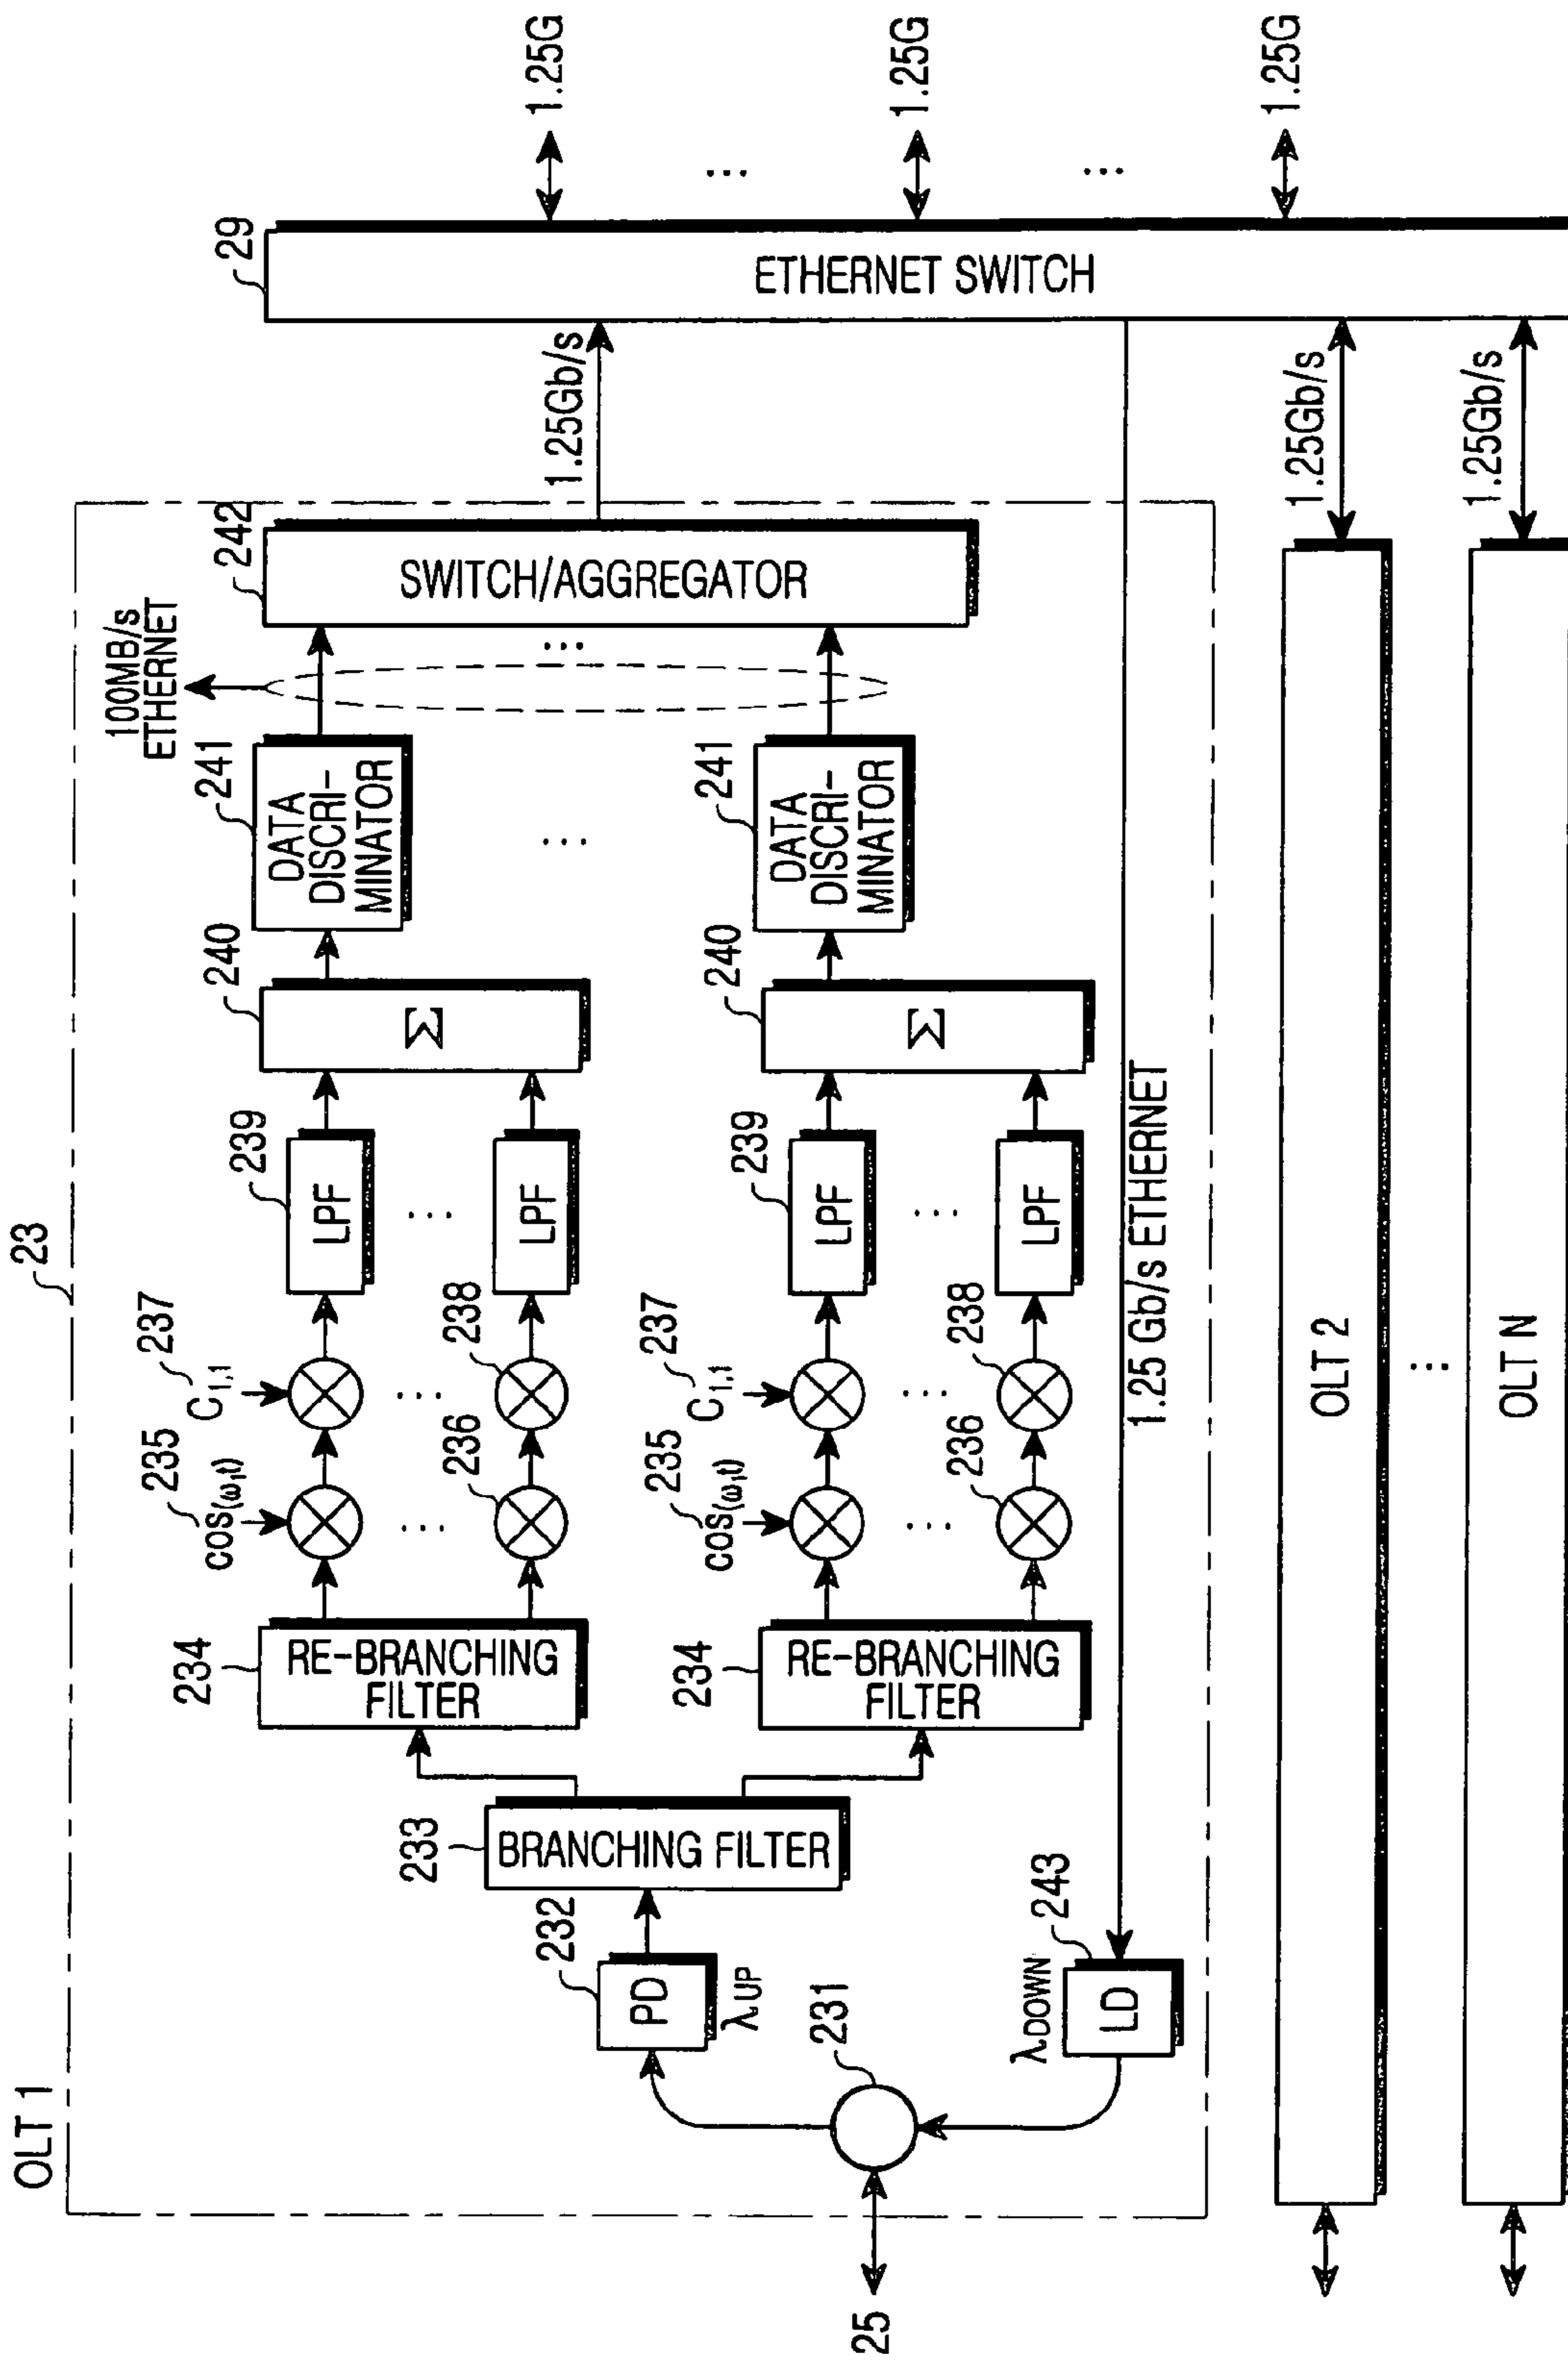 OLT 1
23
25
231
232
PD
λUP
λDOWN
243
LD
233
BRANCHING FILTER
234
RE-BRANCHING
FILTER
234
RE-BRANCHING
FILTER
235
cos(ω₁t)
237
C1,1
...
236
...
238
239
LPF
...
LPF
235
cos(ω₁t)
237
C1,1
...
236
...
238
239
LPF
...
LPF
240
Σ
240
Σ
241
DATA
DISCRI-
MINATOR
...
241
DATA
DISCRI-
MINATOR
100MB/s
ETHERNET
...
242
SWITCH/AGGREGATOR
1.25Gb/s
1.25 Gb/s ETHERNET
29
ETHERNET SWITCH
1.25G
...
1.25G
...
1.25G
OLT 2
1.25Gb/s
...
OLT N
1.25Gb/s